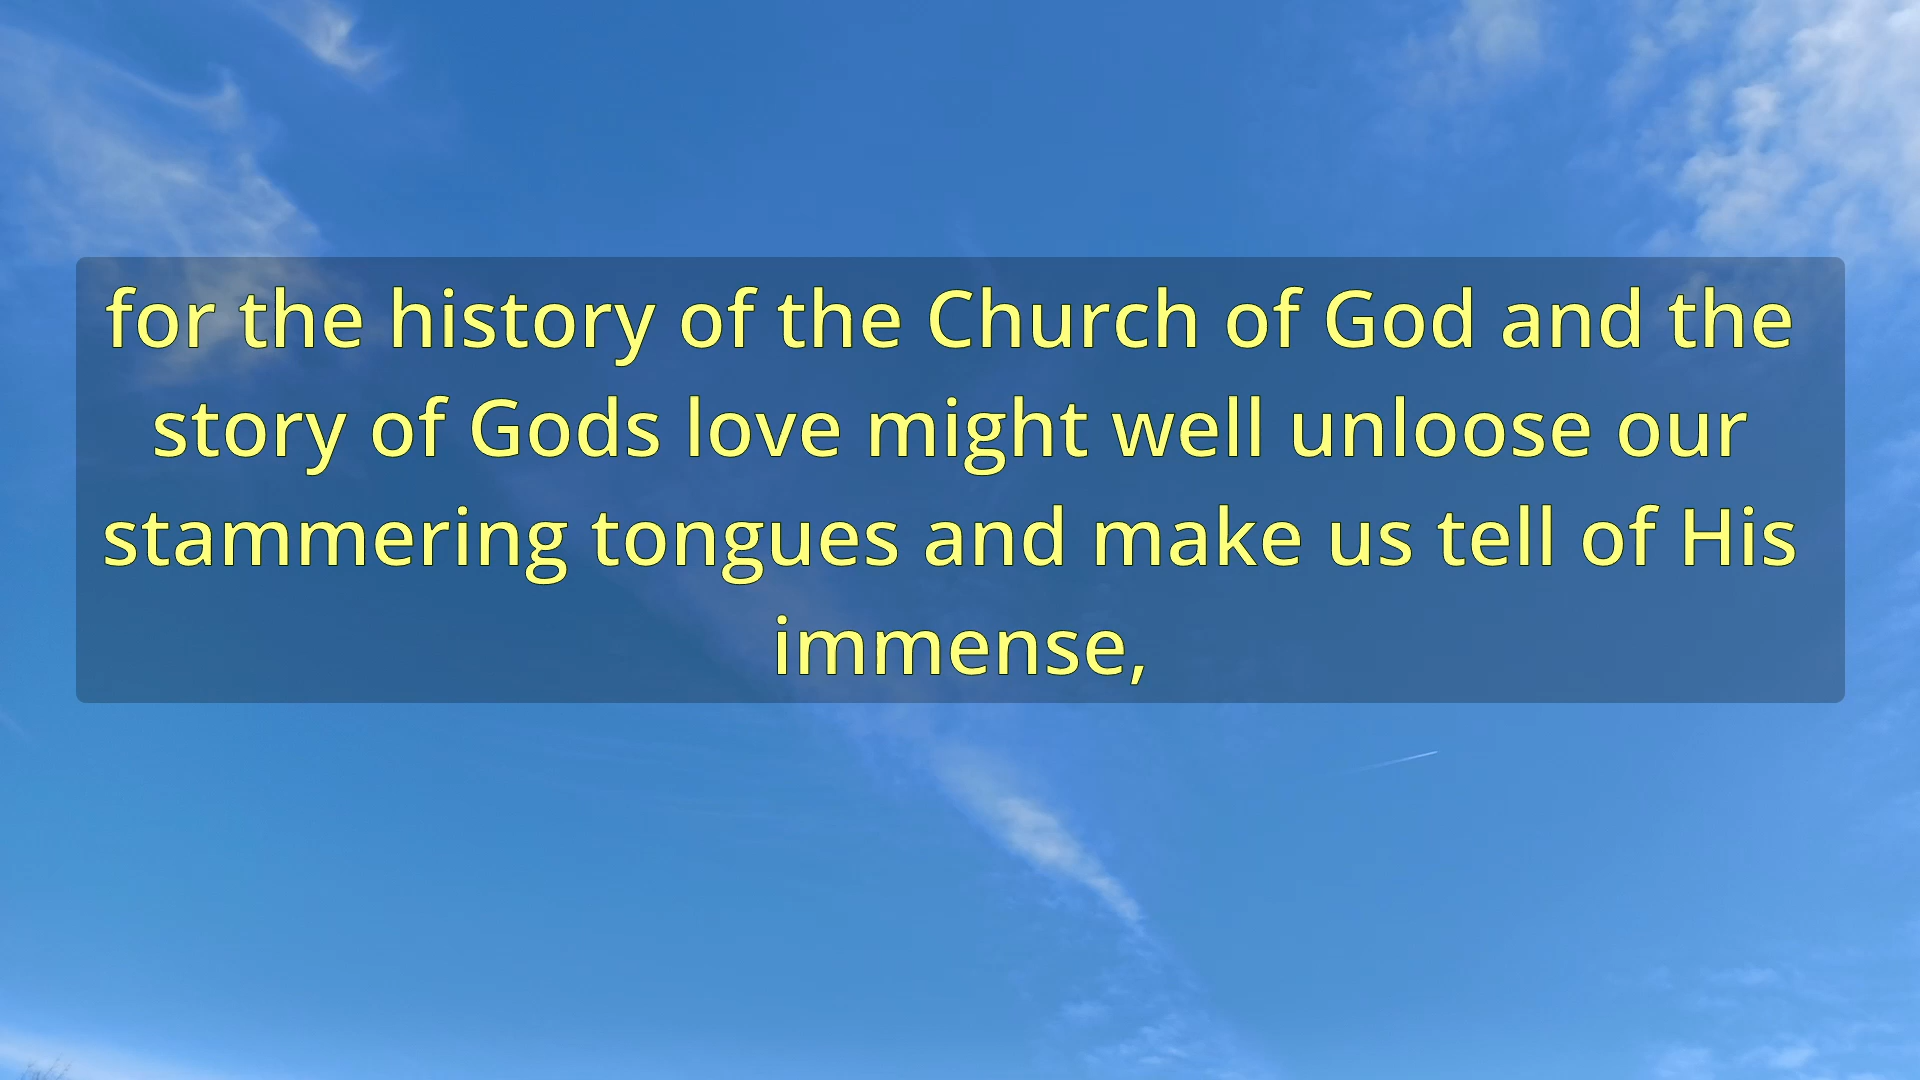 for the history of the Church of God and the
story of Gods love might well unloose our
stammering tongues and make us tell of His
immense,